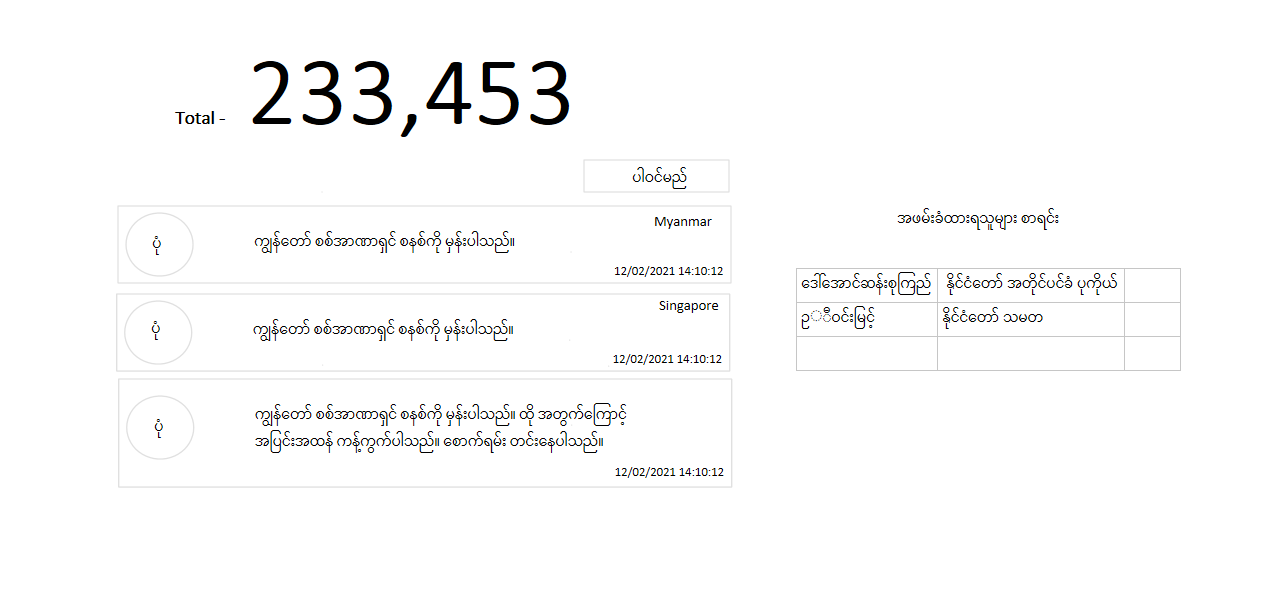 Total - 233,453
ပါဝင်မည်
ပုံ
Myanmar
ကျွန်တော် စစ်အာဏာရှင် စနစ်ကို မုန်းပါသည်။
12/02/2021 14:10:12
ပုံ
Singapore
ကျွန်တော် စစ်အာဏာရှင် စနစ်ကို မုန်းပါသည်။
12/02/2021 14:10:12
ပုံ
ကျွန်တော် စစ်အာဏာရှင် စနစ်ကို မုန်းပါသည်။ ထို အတွက်ကြောင့်
အပြင်းအထန် ကန့်ကွက်ပါသည်။ စောက်ရမ်း တင်းနေပါသည်။
12/02/2021 14:10:12
အဖမ်းခံထားရသူများ စာရင်း
ဒေါ်အောင်ဆန်းစုကြည် နိုင်ငံတော် အတိုင်ပင်ခံ ပုကိုယ်
ဥုီဝင်းမြင့် နိုင်ငံတော် သမတ